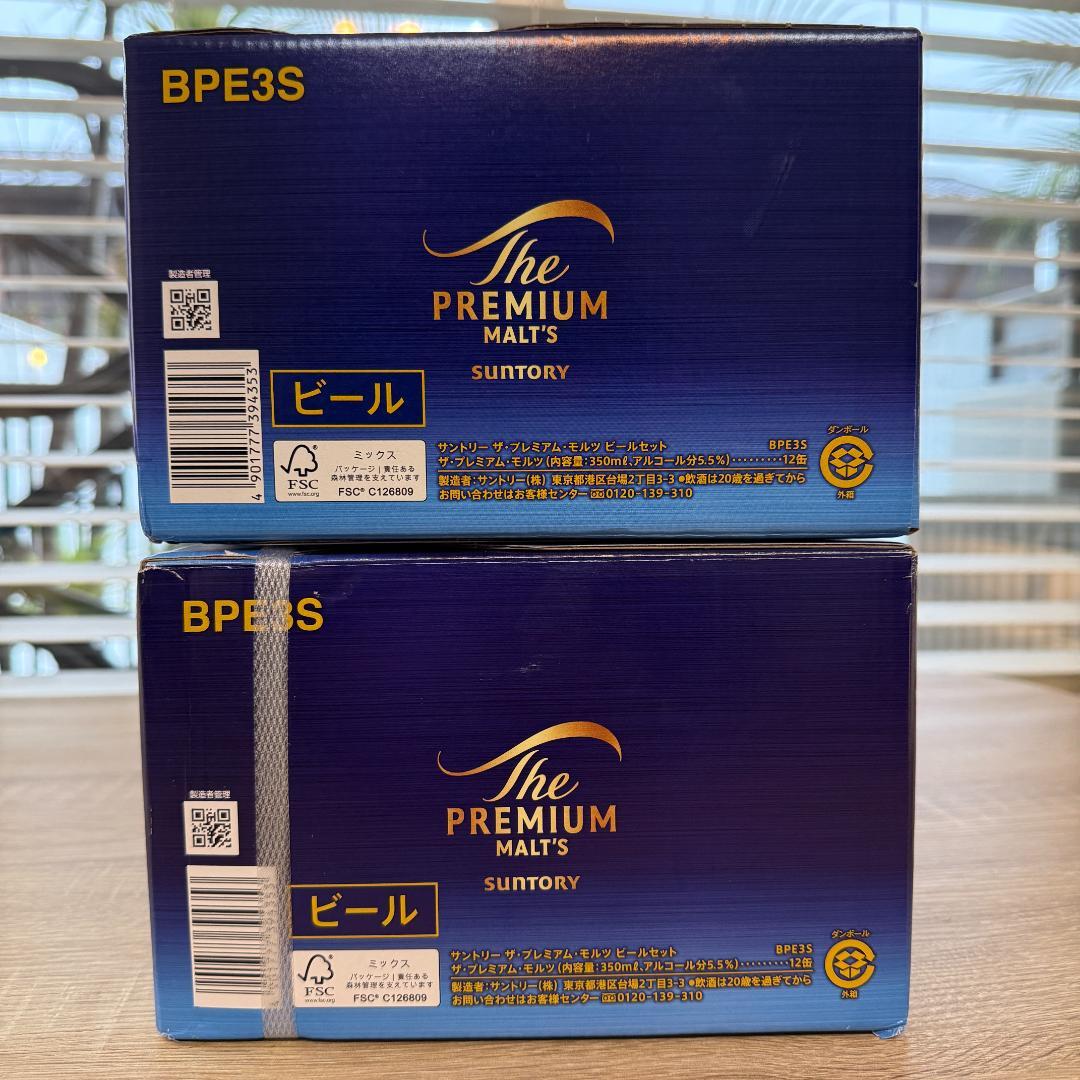 BPE3S
The
PREMIUM
MALT'S
SUNTORY
製造者管理
4 901777 394353
ビール
FSC
www.fsc.org
ミックス
パッケージ | 責任ある
森林管理を支えています
FSC® C126809
サントリー ザ・プレミアム・モルツ ビールセット BPE3S
ザ・プレミアム・モルツ (内容量:350mℓ、アルコール分5.5%)・・・・・・・・・12缶
製造者:サントリー(株) 東京都港区台場2丁目3-3 ●飲酒は20歳を過ぎてから
お問い合わせはお客様センター 0120-139-310
ダンボール
外箱
BPE3S
The
PREMIUM
MALT'S
SUNTORY
製造者管理
ビール
FSC
www.fsc.org
ミックス
パッケージ | 責任ある
森林管理を支えています
FSC® C126809
サントリー ザ・プレミアム・モルツ ビールセット BPE3S
ザ・プレミアム・モルツ (内容量:350mℓ、アルコール分5.5%)・・・・・・・・・12缶
製造者:サントリー(株) 東京都港区台場2丁目3-3 ●飲酒は20歳を過ぎてから
お問い合わせはお客様センター 0120-139-310
ダンボール
外箱